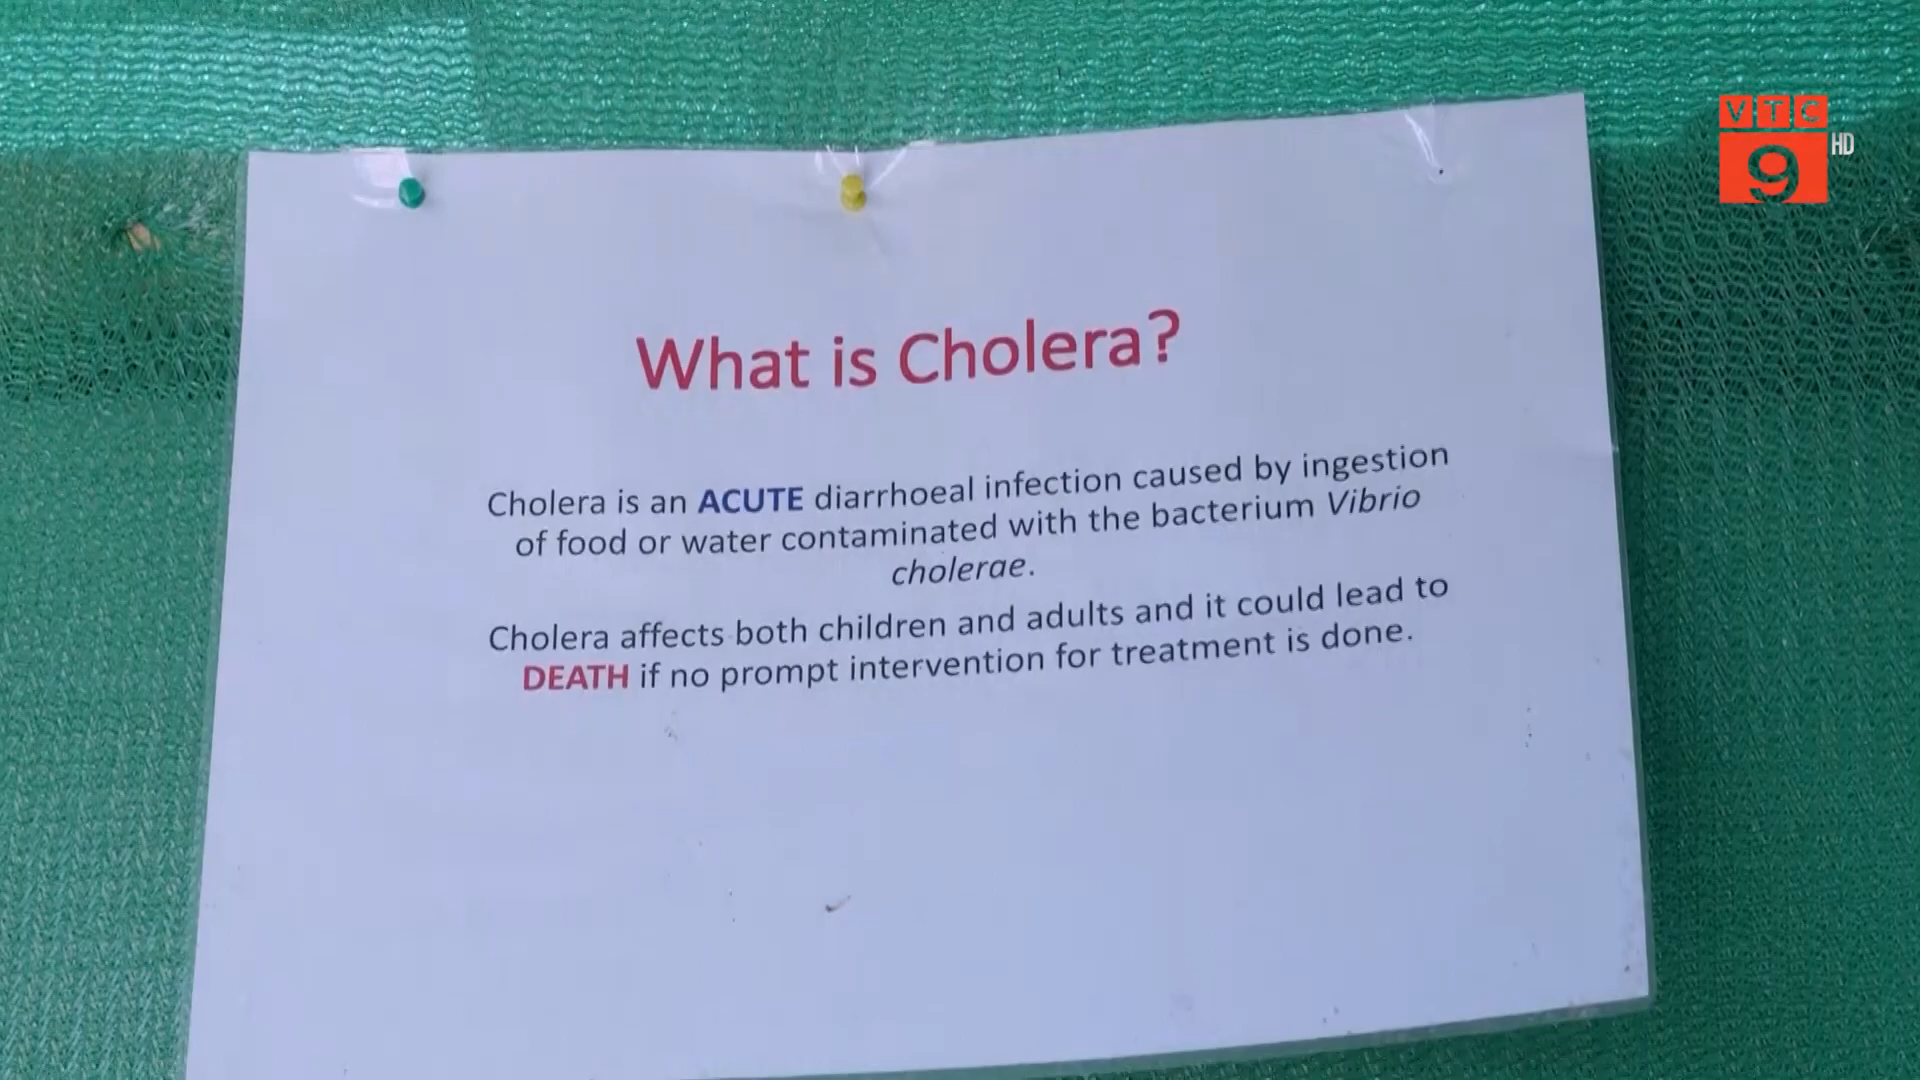 VTC
9
HD
What is Cholera?
Cholera is an ACUTE diarrhoeal infection caused by ingestion
of food or water contaminated with the bacterium Vibrio
cholerae.
Cholera affects both children and adults and it could lead to
DEATH if no prompt intervention for treatment is done.